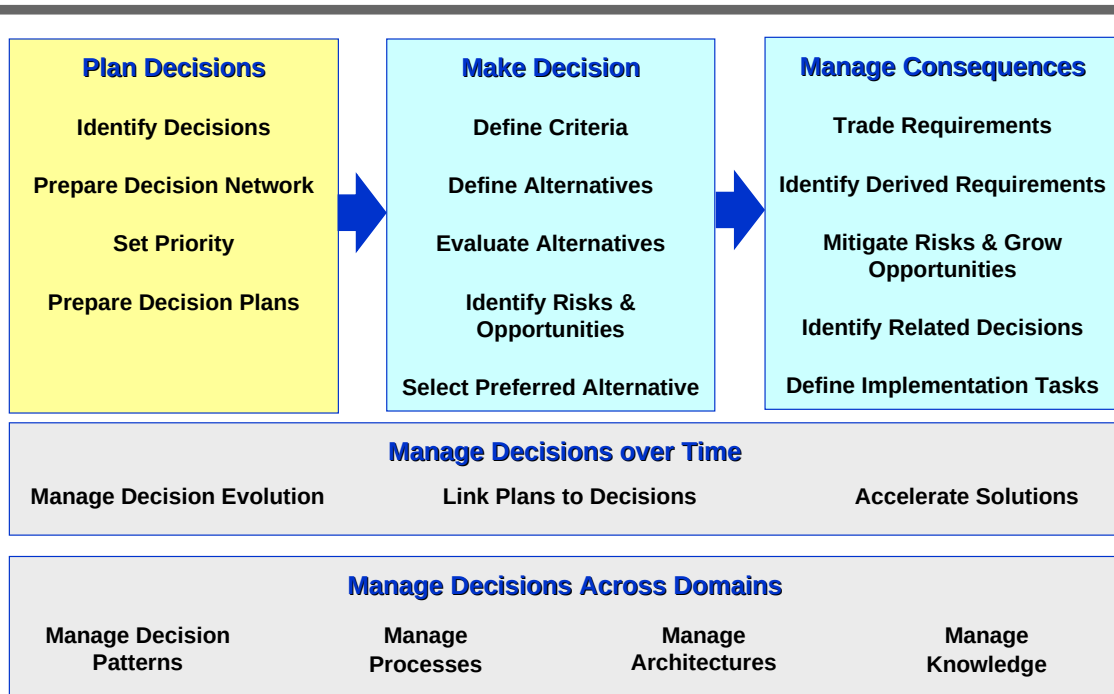 Plan Decisions
Identify Decisions
Prepare Decision Network
Set Priority
Prepare Decision Plans
Make Decision
Define Criteria
Define Alternatives
Evaluate Alternatives
Identify Risks &
Opportunities
Select Preferred Alternative
Manage Consequences
Trade Requirements
Identify Derived Requirements
Mitigate Risks & Grow
Opportunities
Identify Related Decisions
Define Implementation Tasks
Manage Decisions over Time
Manage Decision Evolution
Link Plans to Decisions
Accelerate Solutions
Manage Decisions Across Domains
Manage Decision
Patterns
Manage
Processes
Manage
Architectures
Manage
Knowledge